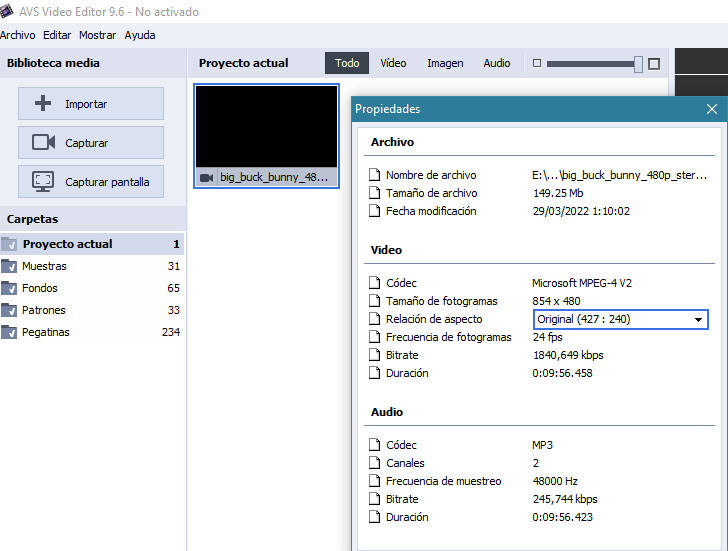 AVS Video Editor 9.6 - No activado
Archivo Editar Mostrar Ayuda
Biblioteca media
Importar
Capturar
Capturar pantalla
Carpetas
Proyecto actual 1
Muestras 31
Fondos 65
Patrones 33
Pegatinas 234
Proyecto actual Todo Vídeo Imagen Audio
big_buck_bunny_48...
Propiedades
Archivo
Nombre de archivo E:\...\big_buck_bunny_480p_ster...
Tamaño de archivo 149.25 Mb
Fecha modificación 29/03/2022 1:10:02
Video
Códec Microsoft MPEG-4 V2
Tamaño de fotogramas 854 x 480
Relación de aspecto Original (427 : 240)
Frecuencia de fotogramas 24 fps
Bitrate 1840,649 kbps
Duración 0:09:56.458
Audio
Códec MP3
Canales 2
Frecuencia de muestreo 48000 Hz
Bitrate 245,744 kbps
Duración 0:09:56.423